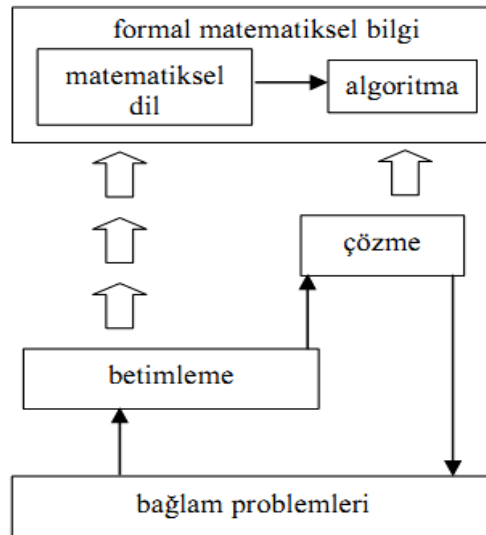 formal matematiksel bilgi
matematiksel
dil
algoritma
çözme
betimleme
bağlam problemleri